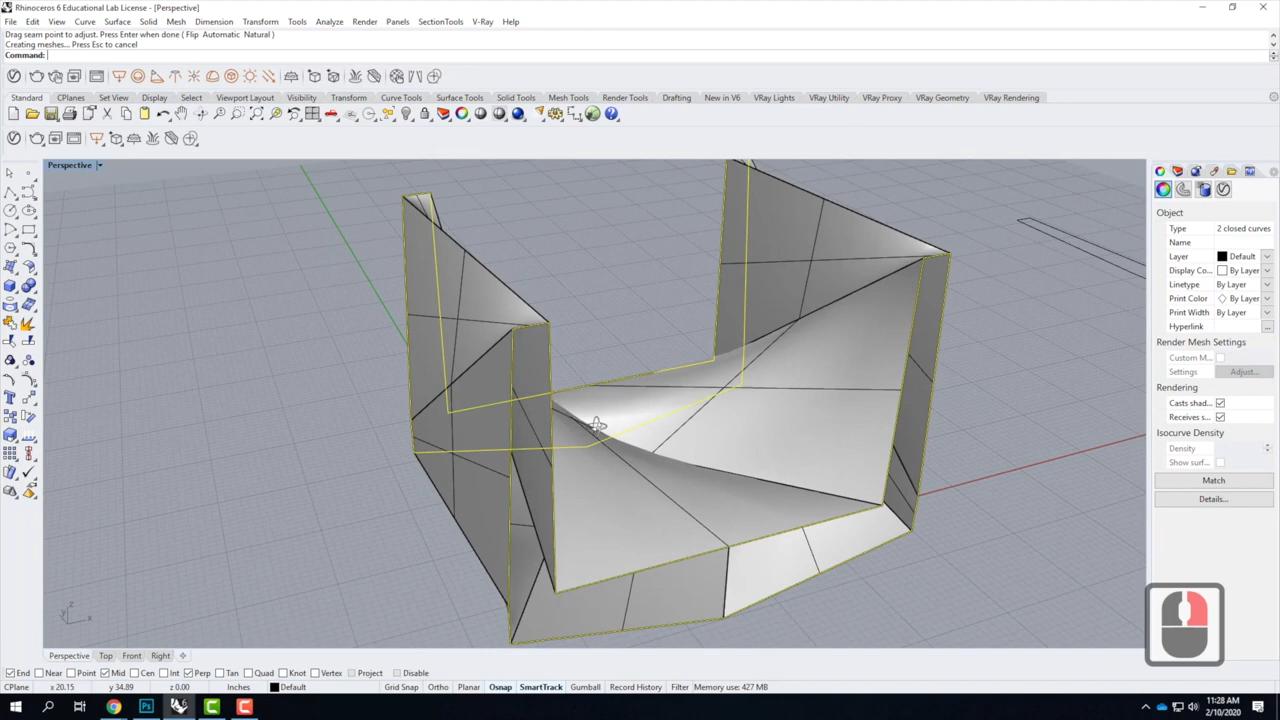 Rhinoceros 6 Educational Lab License - [Perspective]
File Edit View Curve Surface Solid Mesh Dimension Transform Tools Analyze Render Panels SectionTools V-Ray Help
Drag seam point to adjust. Press Enter when done ( Flip Automatic Natural )
Creating meshes... Press Esc to cancel
Command:
Standard CPlanes Set View Display Select Viewport Layout Visibility Transform Curve Tools Surface Tools Solid Tools Mesh Tools Render Tools Drafting New in V6 VRay Lights VRay Utility VRay Proxy VRay Geometry VRay Rendering
Perspective
Object
Type 2 closed curves
Name
Layer Default
Display Co... By Layer
Linetype By Layer
Print Color By Layer
Print Width By Layer
Hyperlink ...
Render Mesh Settings
Custom M...
Settings Adjust...
Rendering
Casts shad...
Receives s...
Isocurve Density
Density
Show surf...
Match
Details...
z
y
x
Perspective Top Front Right
End Near Point Mid Cen Int Perp Tan Quad Knot Vertex Project Disable
CPlane x 20.15 y 34.89 z 0.00 Inches Default Grid Snap Ortho Planar Osnap SmartTrack Gumball Record History Filter Memory use: 427 MB
Ps
11:28 AM
2/10/2020